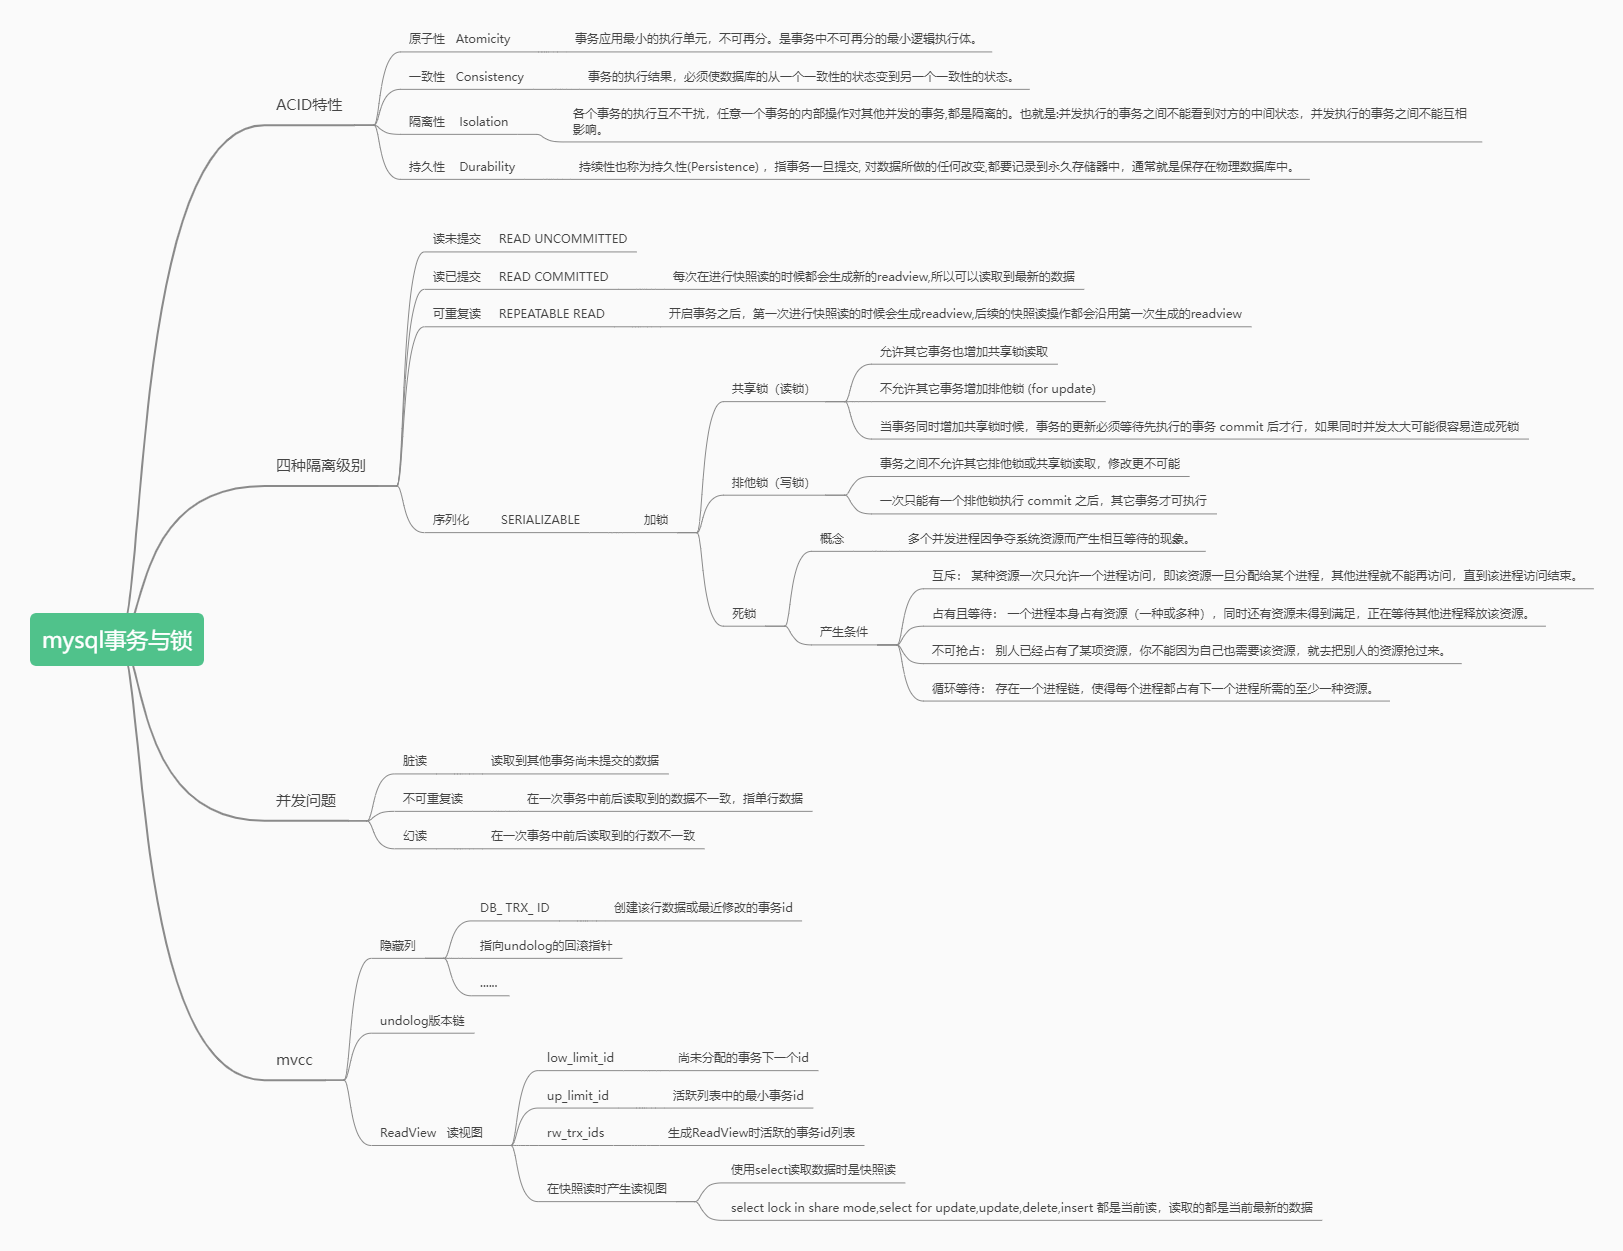 mysql事务与锁
ACID特性
原子性 Atomicity 事务应用最小的执行单元，不可再分。是事务中不可再分的最小逻辑执行体。
一致性 Consistency 事务的执行结果，必须使数据库的从一个一致性的状态变到另一个一致性的状态。
隔离性 Isolation 各个事务的执行互不干扰，任意一个事务的内部操作对其他并发的事务,都是隔离的。也就是:并发执行的事务之间不能看到对方的中间状态，并发执行的事务之间不能互相
影响。
持久性 Durability 持续性也称为持久性(Persistence) ，指事务一旦提交, 对数据所做的任何改变,都要记录到永久存储器中，通常就是保存在物理数据库中。
四种隔离级别
读未提交 READ UNCOMMITTED
读已提交 READ COMMITTED 每次在进行快照读的时候都会生成新的readview,所以可以读取到最新的数据
可重复读 REPEATABLE READ 开启事务之后，第一次进行快照读的时候会生成readview,后续的快照读操作都会沿用第一次生成的readview
序列化 SERIALIZABLE 加锁
共享锁（读锁）
允许其它事务也增加共享锁读取
不允许其它事务增加排他锁 (for update)
当事务同时增加共享锁时候，事务的更新必须等待先执行的事务 commit 后才行，如果同时并发太大可能很容易造成死锁
排他锁（写锁）
事务之间不允许其它排他锁或共享锁读取，修改更不可能
一次只能有一个排他锁执行 commit 之后，其它事务才可执行
死锁
概念 多个并发进程因争夺系统资源而产生相互等待的现象。
产生条件
互斥： 某种资源一次只允许一个进程访问，即该资源一旦分配给某个进程，其他进程就不能再访问，直到该进程访问结束。
占有且等待： 一个进程本身占有资源（一种或多种），同时还有资源未得到满足，正在等待其他进程释放该资源。
不可抢占： 别人已经占有了某项资源，你不能因为自己也需要该资源，就去把别人的资源抢过来。
循环等待： 存在一个进程链，使得每个进程都占有下一个进程所需的至少一种资源。
并发问题
脏读 读取到其他事务尚未提交的数据
不可重复读 在一次事务中前后读取到的数据不一致，指单行数据
幻读 在一次事务中前后读取到的行数不一致
mvcc
隐藏列
DB_ TRX_ ID 创建该行数据或最近修改的事务id
指向undolog的回滚指针
......
undolog版本链
ReadView 读视图
low_limit_id 尚未分配的事务下一个id
up_limit_id 活跃列表中的最小事务id
rw_trx_ids 生成ReadView时活跃的事务id列表
在快照读时产生读视图
使用select读取数据时是快照读
select lock in share mode,select for update,update,delete,insert 都是当前读，读取的都是当前最新的数据